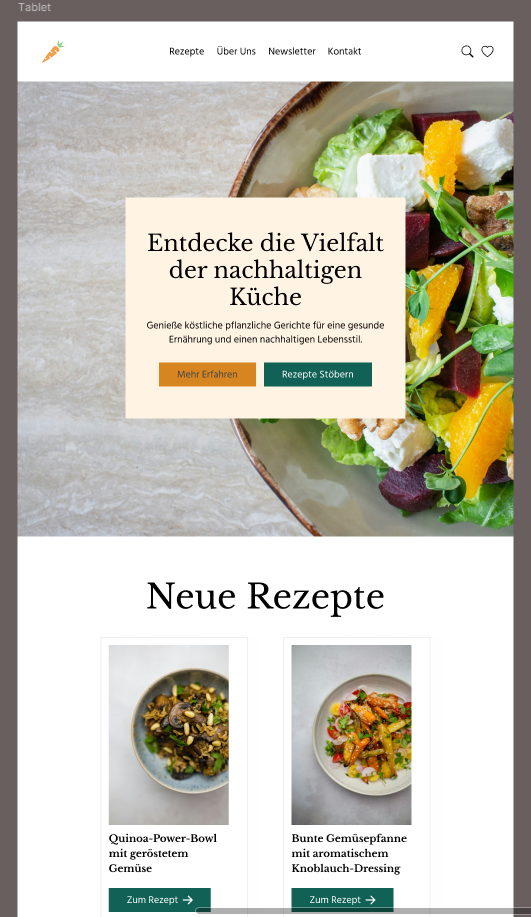 Tablet
Rezepte Über Uns Newsletter Kontakt
Entdecke die Vielfalt
der nachhaltigen
Küche
Genieße köstliche pflanzliche Gerichte für eine gesunde
Ernährung und einen nachhaltigen Lebensstil.
Mehr Erfahren Rezepte Stöbern
Neue Rezepte
Quinoa-Power-Bowl
mit geröstetem
Gemüse
Zum Rezept →
Bunte Gemüsepfanne
mit aromatischem
Knoblauch-Dressing
Zum Rezept →